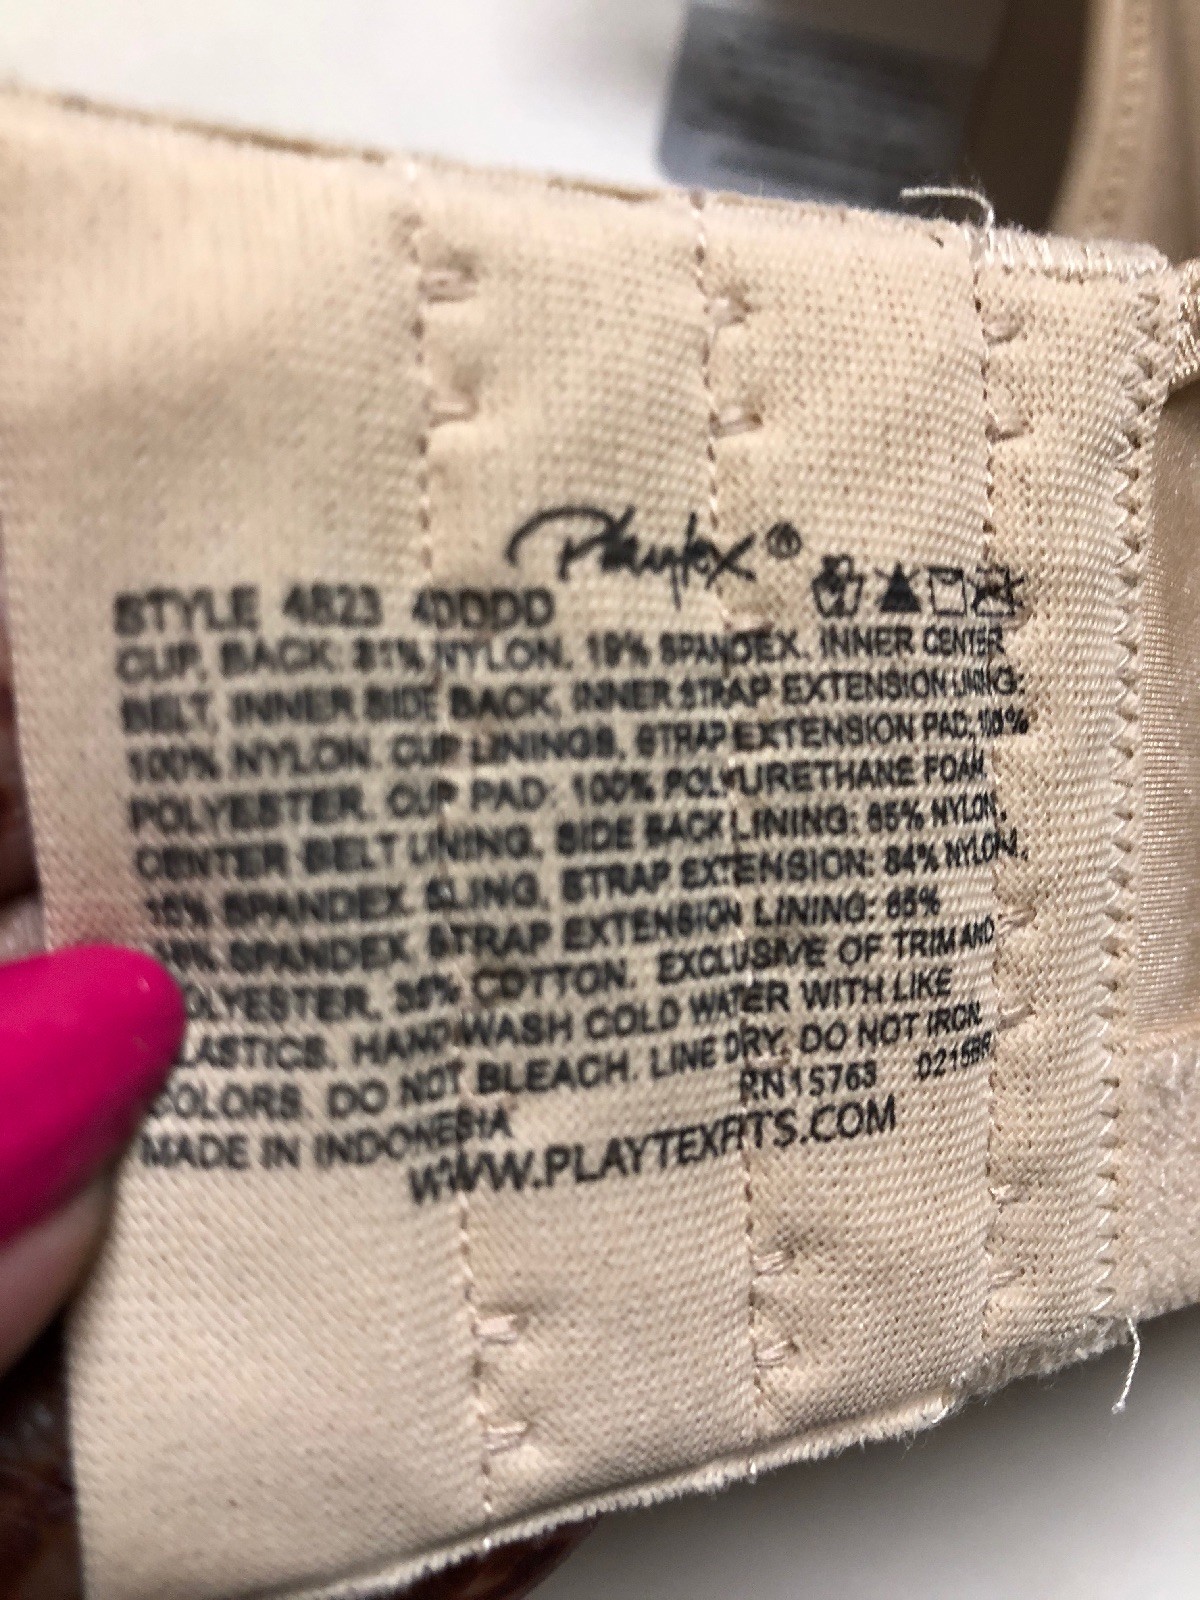 Playtex®
STYLE 4823 40DDD
CUP, BACK: 81% NYLON, 19% SPANDEX. INNER CENTER
BELT, INNER SIDE BACK, INNER STRAP EXTENSION LINING:
100% NYLON. CUP LININGS, STRAP EXTENSION PAD: 100%
POLYESTER. CUP PAD: 100% POLYURETHANE FOAM.
CENTER BELT LINING, SIDE BACK LINING: 85% NYLON,
15% SPANDEX. SLING, STRAP EXTENSION: 84% NYLON,
SPANDEX. STRAP EXTENSION LINING: 65%
POLYESTER, 35% COTTON. EXCLUSIVE OF TRIM AND
ELASTICS. HAND WASH COLD WATER WITH LIKE
COLORS. DO NOT BLEACH. LINE DRY. DO NOT IRON.
RN15763
MADE IN INDONESIA
WWW.PLAYTEXFITS.COM